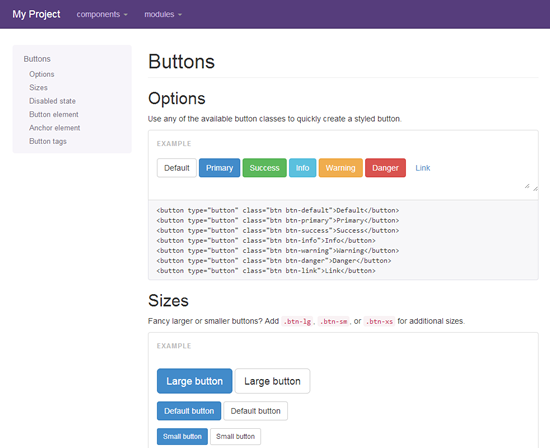 My Project components modules
Buttons
Options
Sizes
Disabled state
Button element
Anchor element
Button tags
Buttons
Options
Use any of the available button classes to quickly create a styled button.
EXAMPLE
Default Primary Success Info Warning Danger Link
<button type="button" class="btn btn-default">Default</button>
<button type="button" class="btn btn-primary">Primary</button>
<button type="button" class="btn btn-success">Success</button>
<button type="button" class="btn btn-info">Info</button>
<button type="button" class="btn btn-warning">Warning</button>
<button type="button" class="btn btn-danger">Danger</button>
<button type="button" class="btn btn-link">Link</button>
Sizes
Fancy larger or smaller buttons? Add .btn-lg, .btn-sm, or .btn-xs for additional sizes.
EXAMPLE
Large button Large button
Default button Default button
Small button Small button